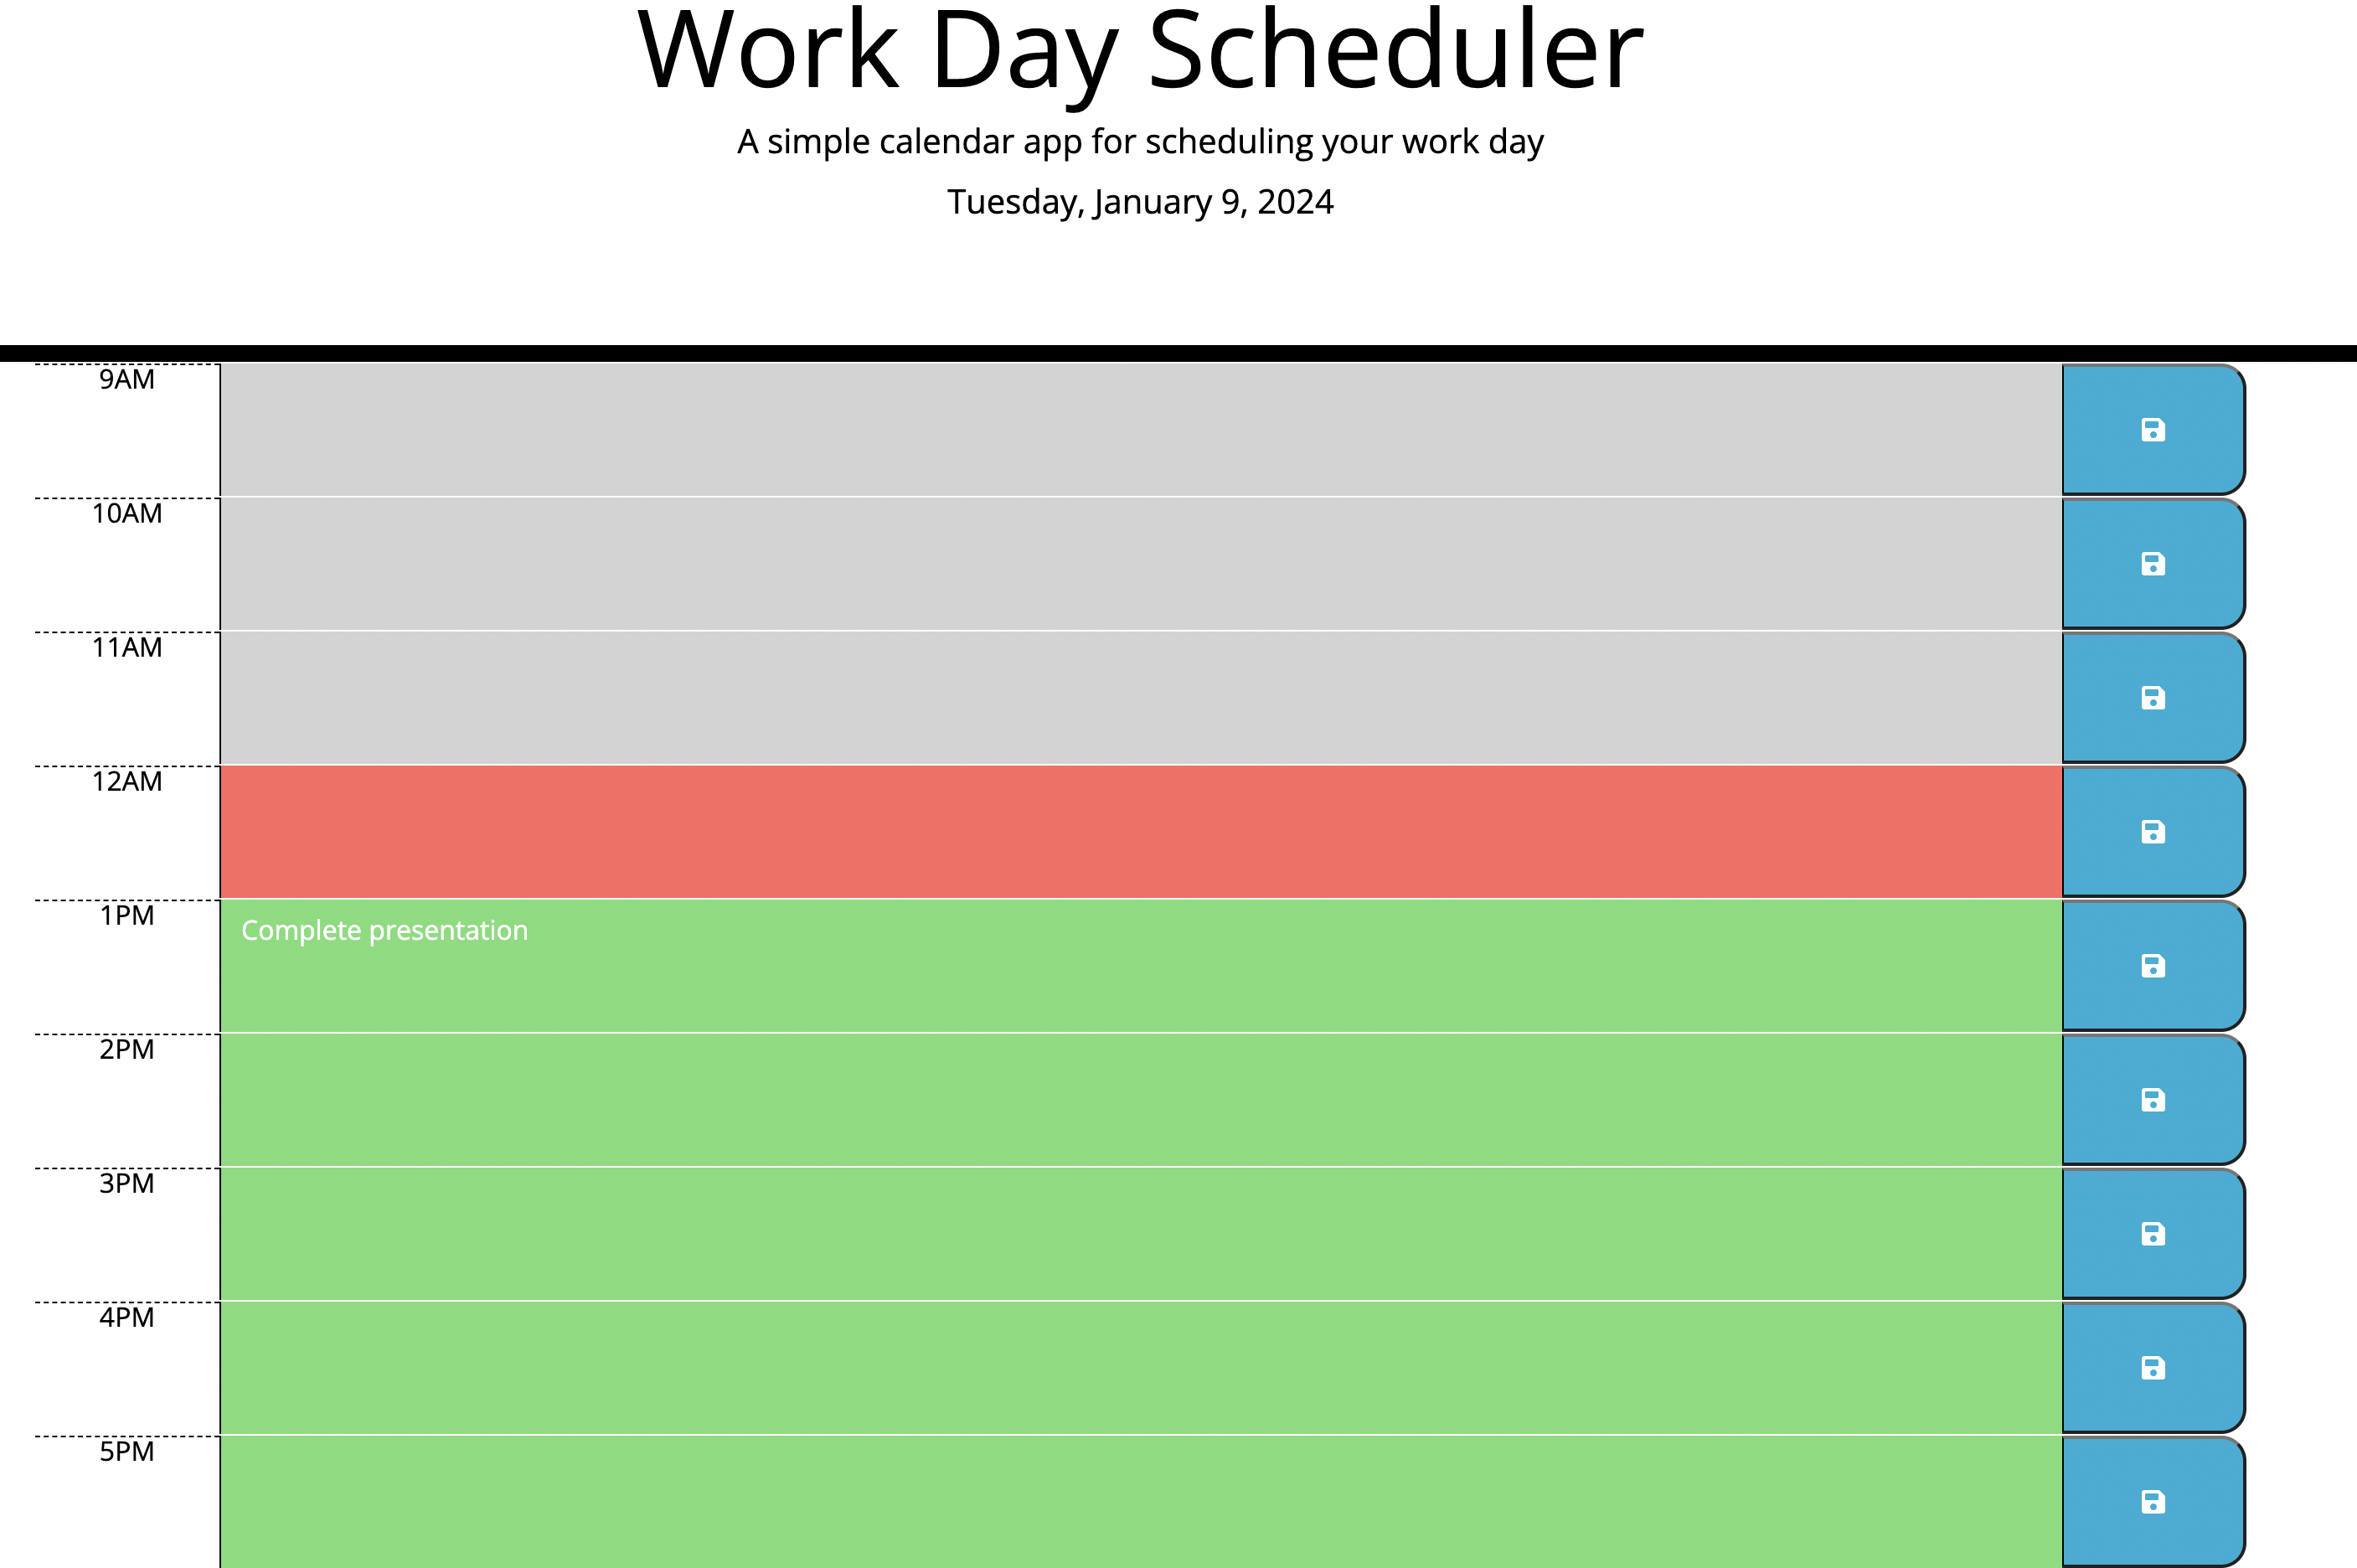 Work Day Scheduler
A simple calendar app for scheduling your work day
Tuesday, January 9, 2024
9AM
10AM
11AM
12AM
1PM
Complete presentation
2PM
3PM
4PM
5PM